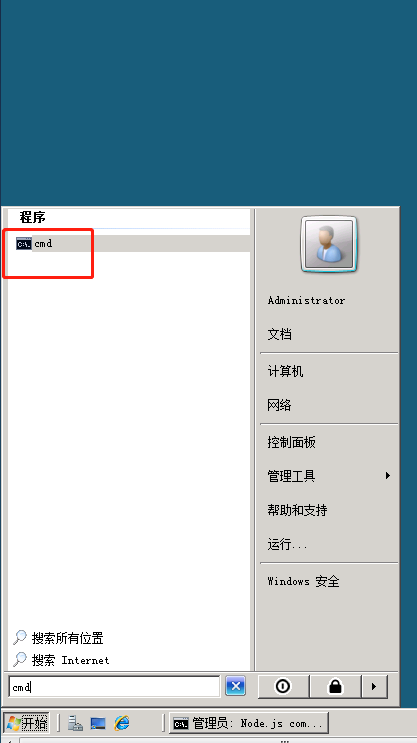 程序
cmd
Administrator
文档
计算机
网络
控制面板
管理工具
帮助和支持
运行...
Windows 安全
搜索所有位置
搜索 Internet
cmd
开始
管理员: Node.js com...